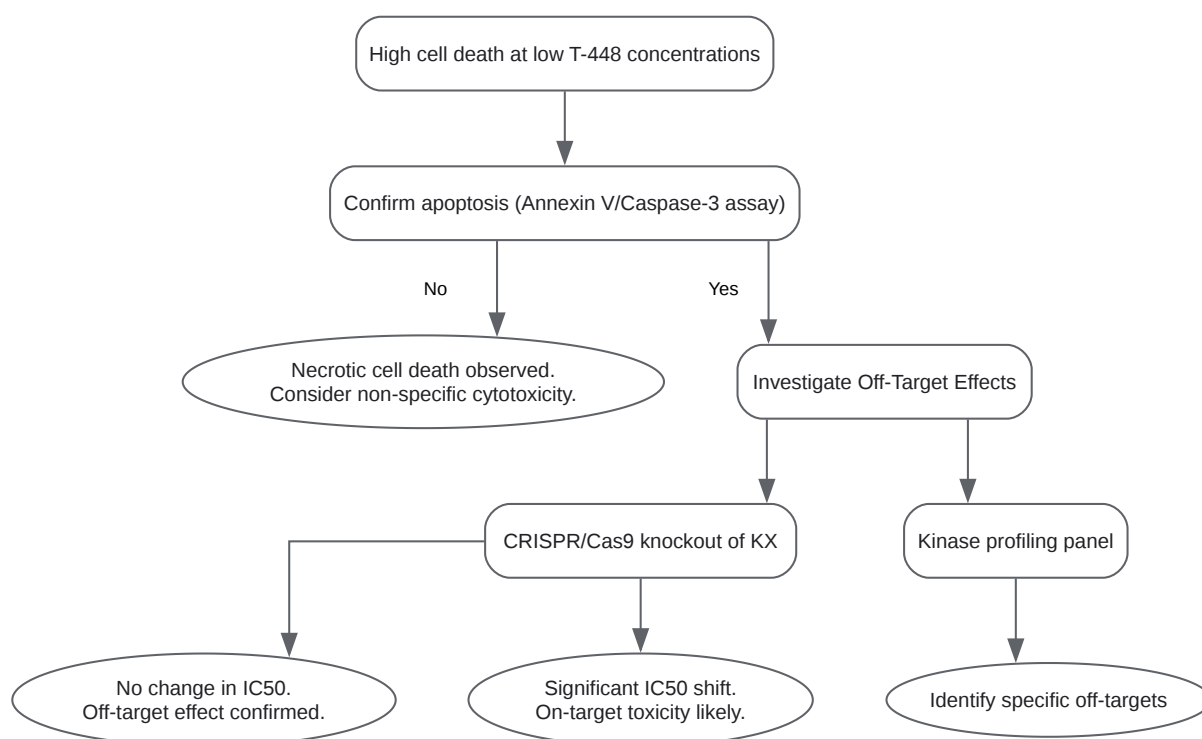 High cell death at low T-448 concentrations
Confirm apoptosis (Annexin V/Caspase-3 assay)
No
Yes
Necrotic cell death observed.
Consider non-specific cytotoxicity.
Investigate Off-Target Effects
CRISPR/Cas9 knockout of KX
Kinase profiling panel
No change in IC50.
Off-target effect confirmed.
Significant IC50 shift.
On-target toxicity likely.
Identify specific off-targets